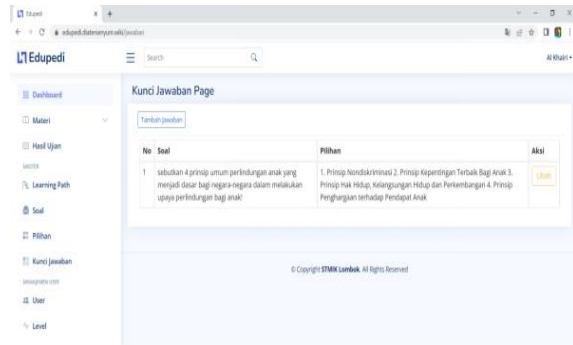 Edupedi
edupedi.diatensenyum.wiki/jawaban
Edupedi
Search
Al Khairi
Dashboard
Materi
Hasil Ujian
MASTER
Learning Path
Soal
Pilihan
Kunci Jawaban
MANAJEMEN USER
User
Level
Kunci Jawaban Page
Tambah Jawaban
No Soal Pilihan Aksi
1 sebutkan 4 prinsip umum perlindungan anak yang 1. Prinsip Nondiskriminasi 2. Prinsip Kepentingan Terbaik Bagi Anak 3. Ubah
menjadi dasar bagi negara-negara dalam melakukan Prinsip Hak Hidup, Kelangsungan Hidup dan Perkembangan 4. Prinsip
upaya perlindungan bagi anak! Penghargaan terhadap Pendapat Anak
© Copyright STMIK Lombok. All Rights Reserved